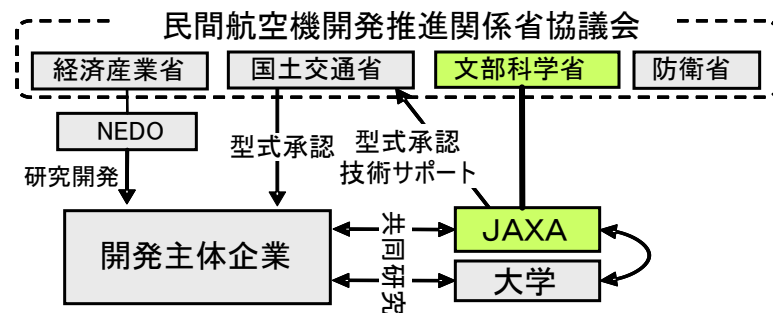 民間航空機開発推進関係省協議会
経済産業省
国土交通省
文部科学省
防衛省
NEDO
型式承認
型式承認
技術サポート
研究開発
開発主体企業
共同研究
JAXA
大学